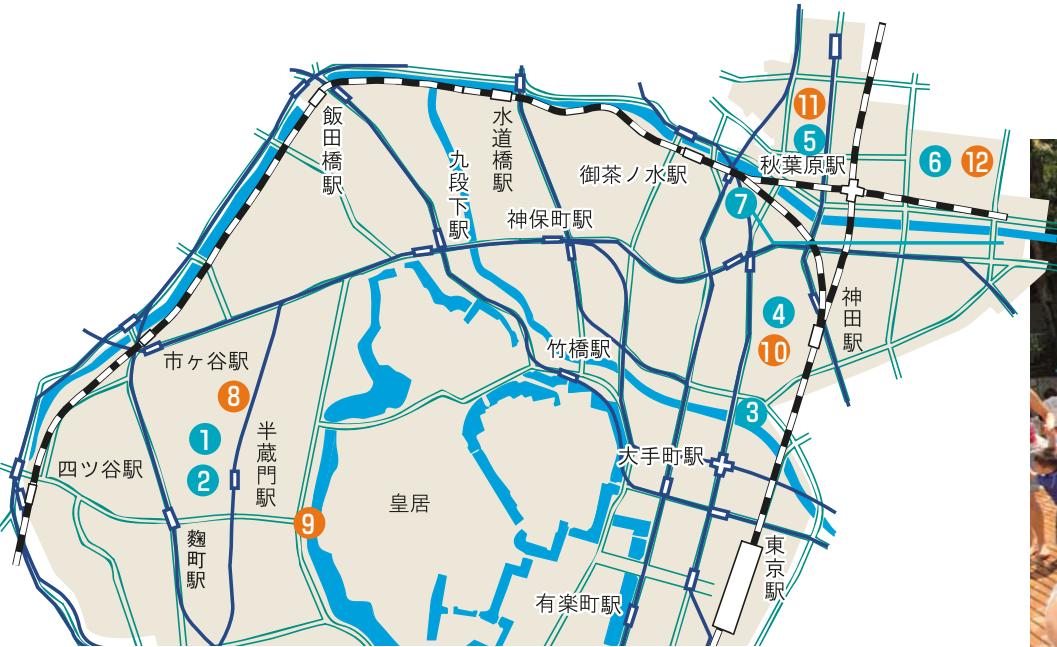 飯田橋駅
九段下駅
水道橋駅
御茶ノ水駅
11
5
秋葉原駅
6
12
7
神保町駅
4
10
神田駅
市ヶ谷駅
竹橋駅
8
3
1
2
半蔵門駅
四ツ谷駅
大手町駅
皇居
9
麴町駅
東京駅
有楽町駅